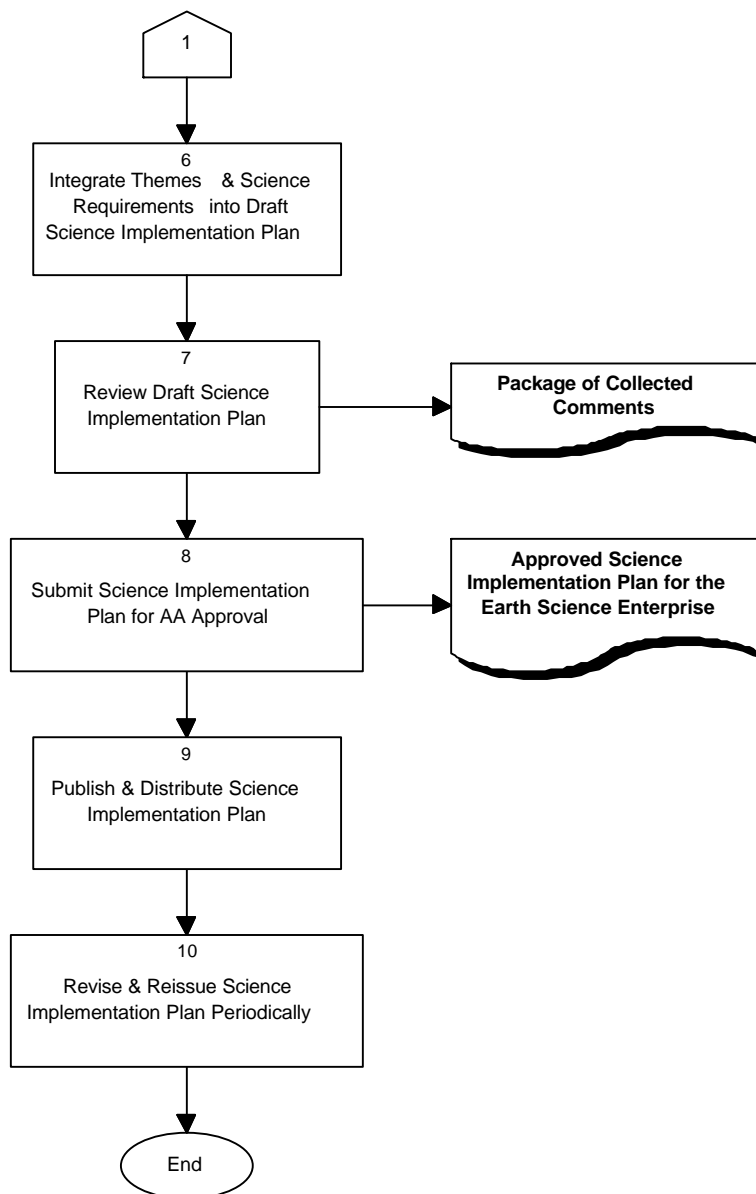 1
6
Integrate Themes & Science
Requirements into Draft
Science Implementation Plan
7
Review Draft Science
Implementation Plan
Package of Collected
Comments
8
Submit Science Implementation
Plan for AA Approval
Approved Science
Implementation Plan for the
Earth Science Enterprise
9
Publish & Distribute Science
Implementation Plan
10
Revise & Reissue Science
Implementation Plan Periodically
End